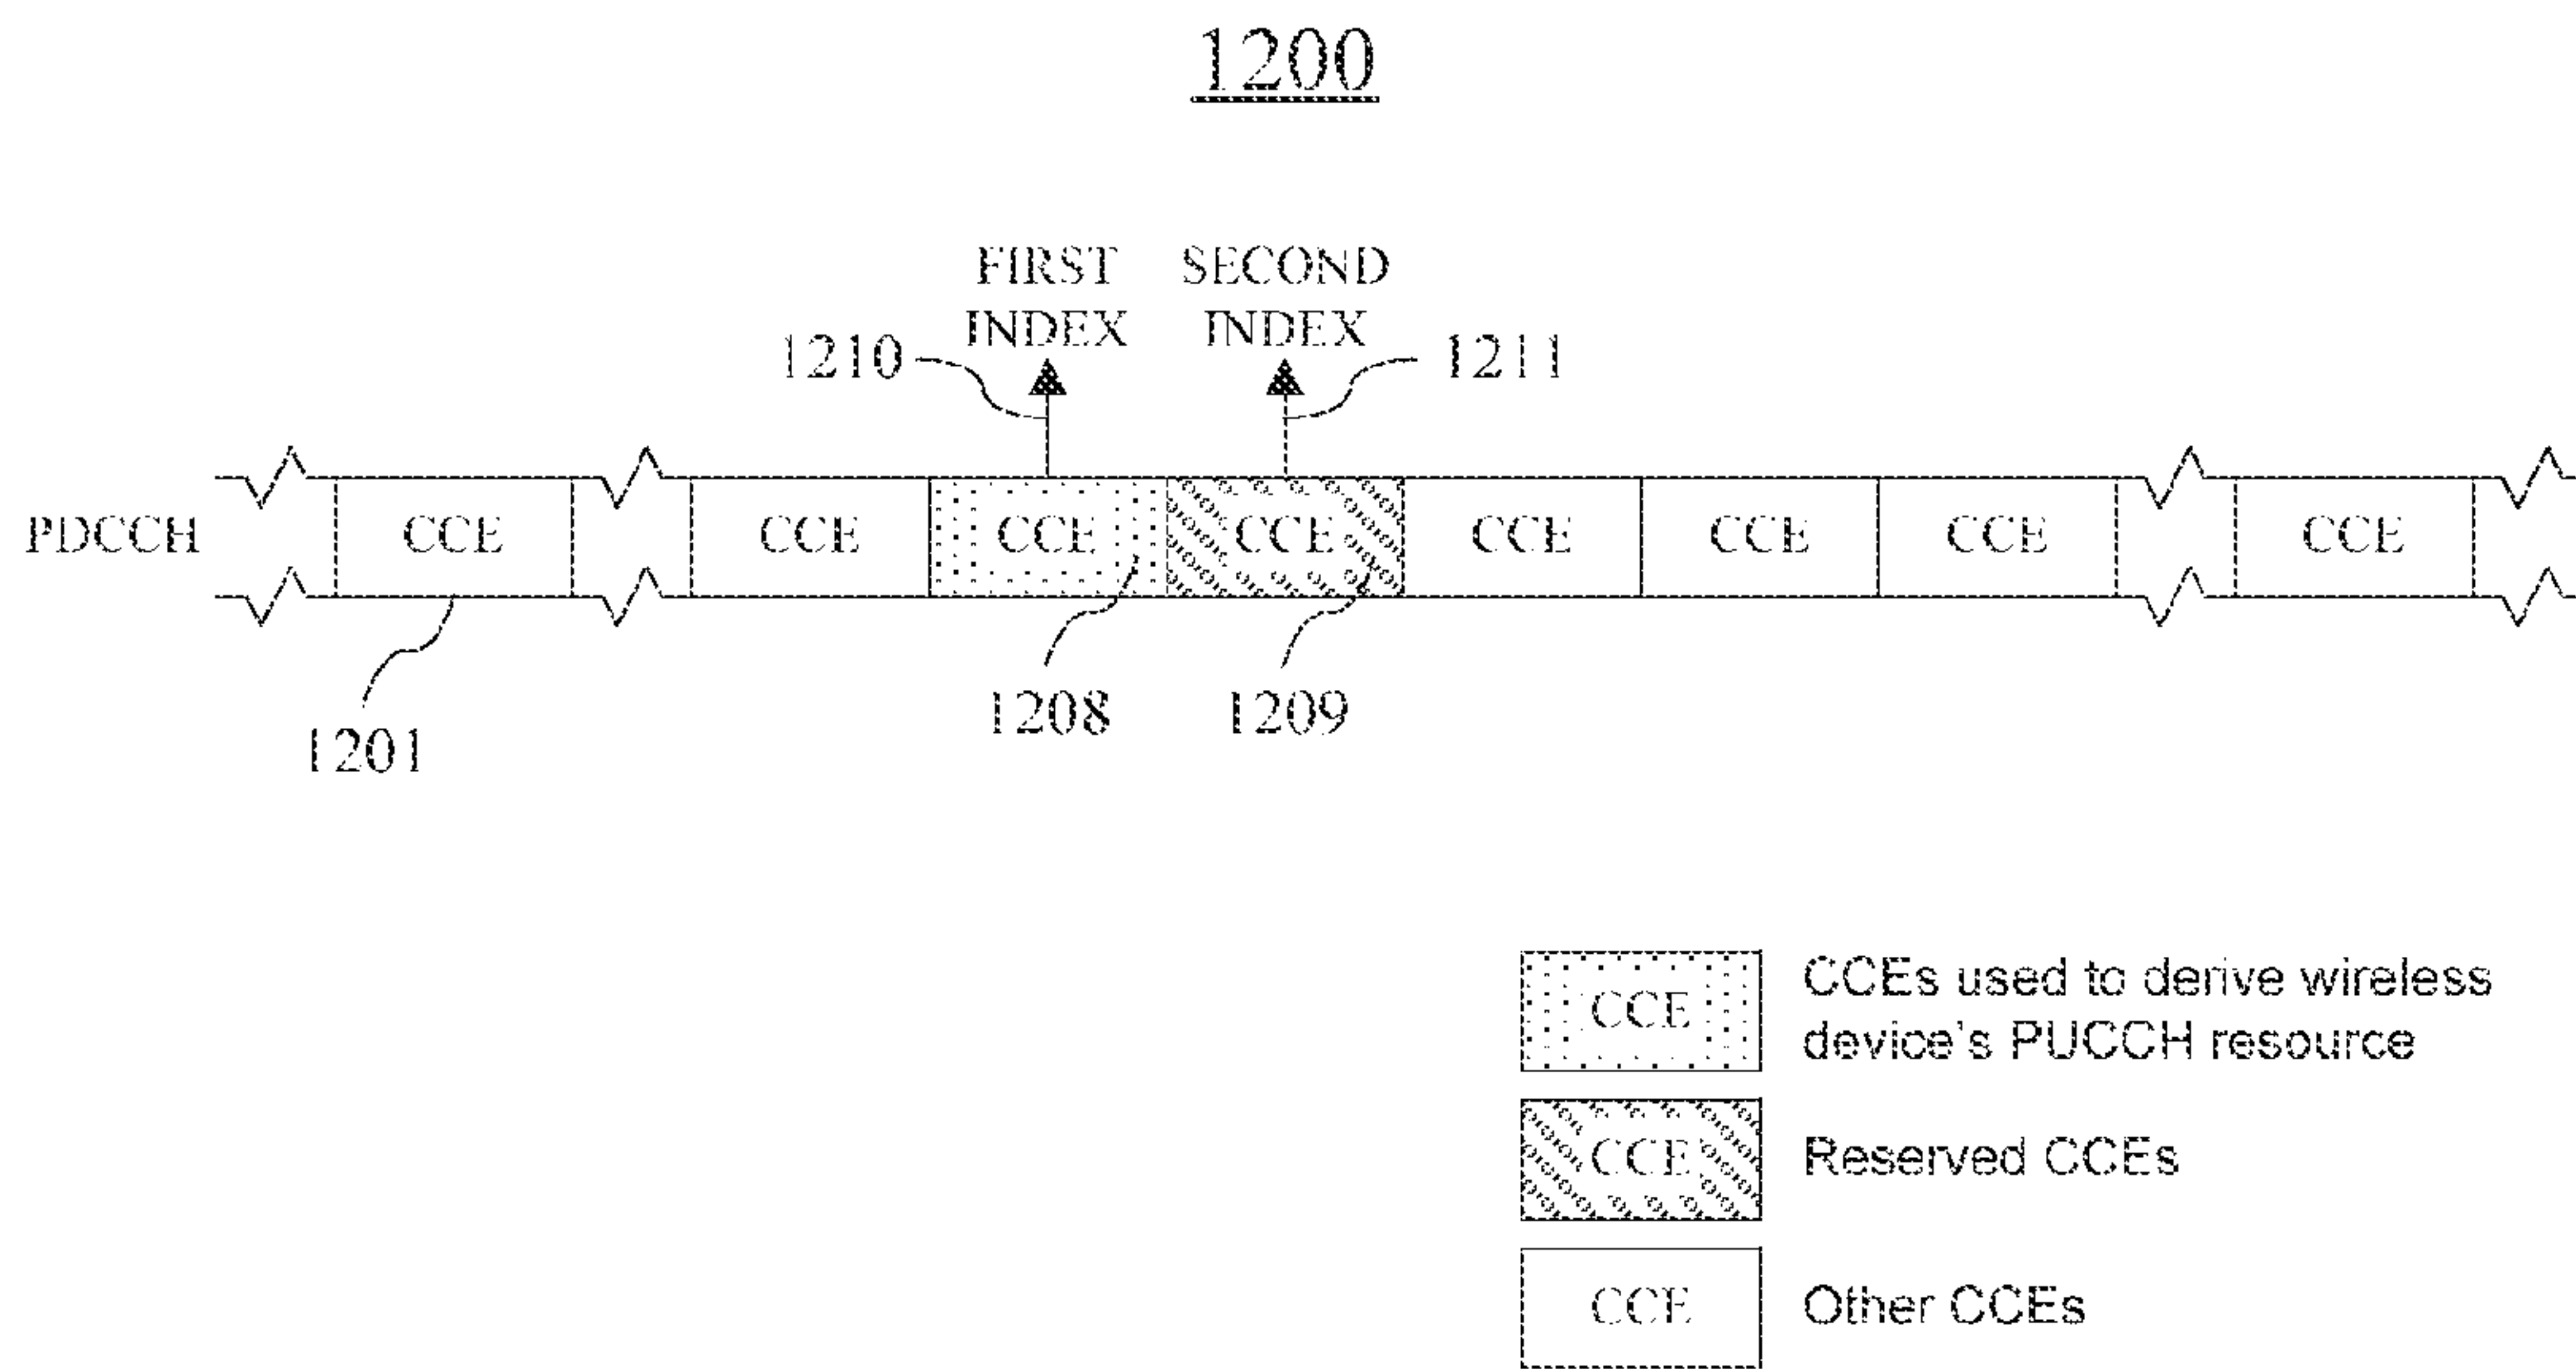 1200
FIRST
INDEX
SECOND
INDEX
1210
1211
PDCCH
CCE
CCE
CCE
CCE
CCE
CCE
CCE
CCE
1201
1208
1209
CCE
CCEs used to derive wireless
device's PUCCH resource
CCE
Reserved CCEs
CCE
Other CCEs